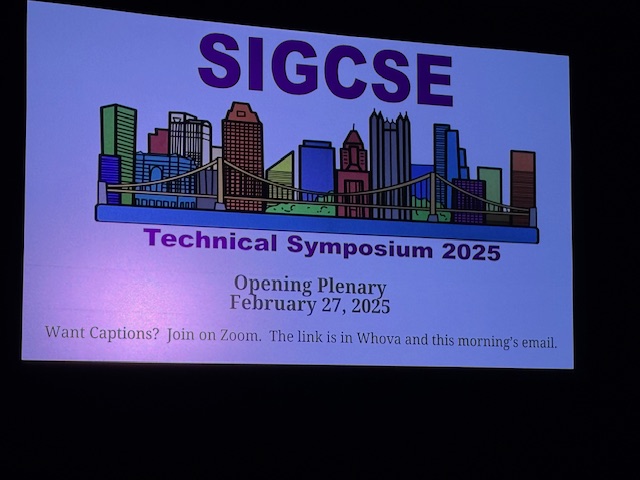 SIGCSE
Technical Symposium 2025
Opening Plenary
February 27, 2025
Want Captions? Join on Zoom. The link is in Whova and this morning's email.